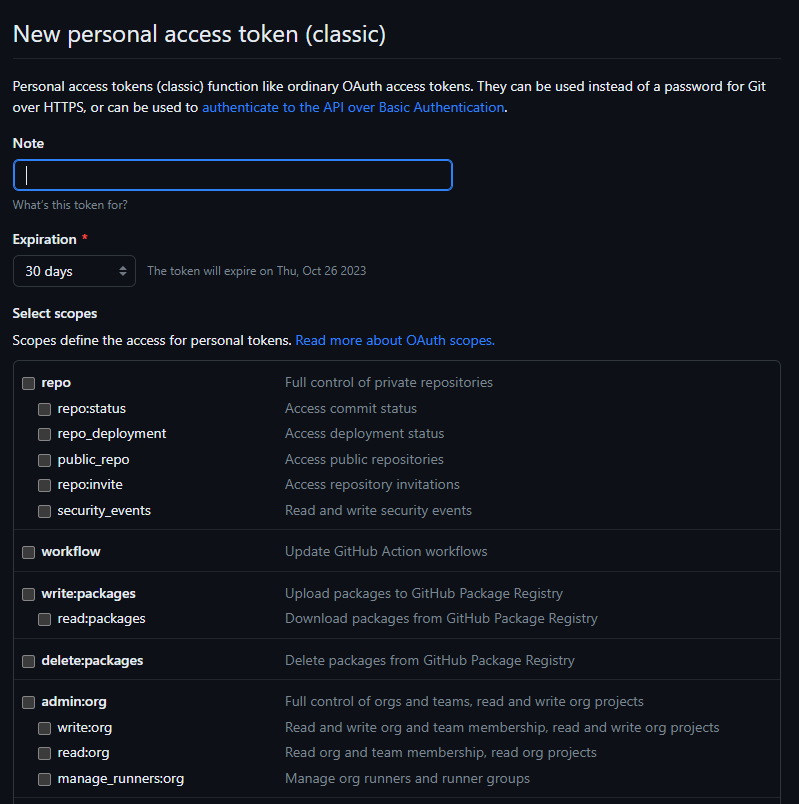 New personal access token (classic)
Personal access tokens (classic) function like ordinary OAuth access tokens. They can be used instead of a password for Git
over HTTPS, or can be used to authenticate to the API over Basic Authentication.
Note
What's this token for?
Expiration *
30 days The token will expire on Thu, Oct 26 2023
Select scopes
Scopes define the access for personal tokens. Read more about OAuth scopes.
repo Full control of private repositories
repo:status Access commit status
repo_deployment Access deployment status
public_repo Access public repositories
repo:invite Access repository invitations
security_events Read and write security events
workflow Update GitHub Action workflows
write:packages Upload packages to GitHub Package Registry
read:packages Download packages from GitHub Package Registry
delete:packages Delete packages from GitHub Package Registry
admin:org Full control of orgs and teams, read and write org projects
write:org Read and write org and team membership, read and write org projects
read:org Read org and team membership, read org projects
manage_runners:org Manage org runners and runner groups